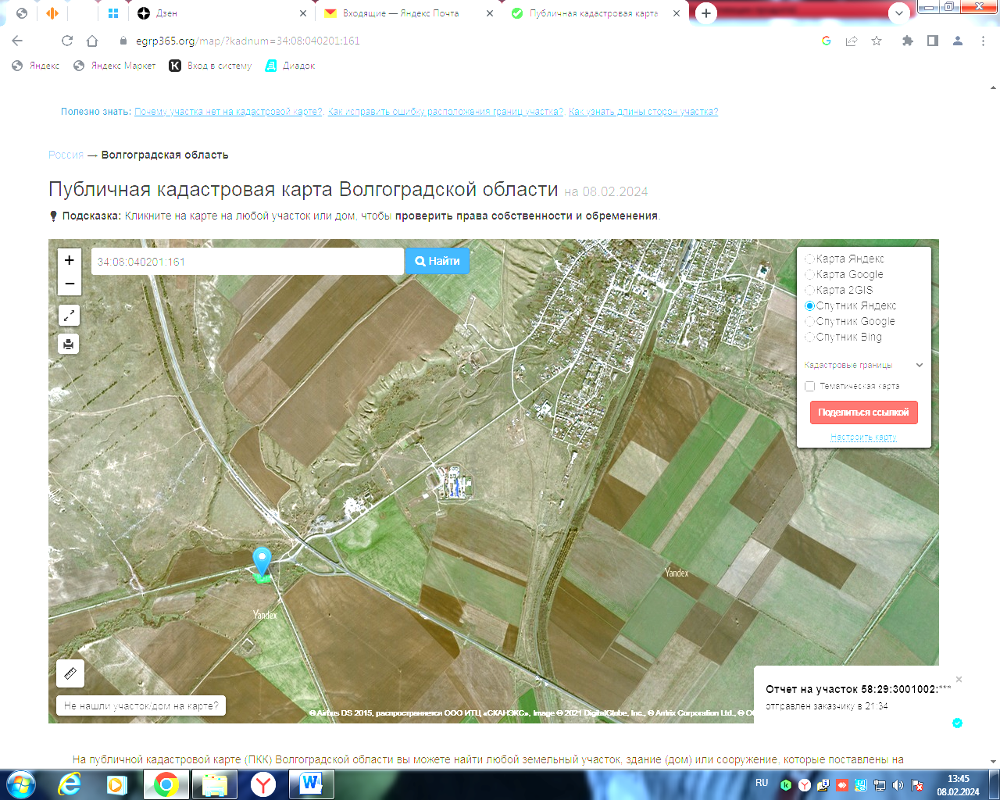 Дзен
Входящие — Яндекс Почта
Публичная кадастровая карта
egrp365.org/map/?kadnum=34:08:040201:161
Яндекс
Яндекс Маркет
Вход в систему
Диадок
Полезно знать: Почему участка нет на кадастровой карте?, Как исправить ошибку расположения границ участка?, Как узнать длины сторон участка?
Россия → Волгоградская область
Публичная кадастровая карта Волгоградской области на 08.02.2024
Подсказка: Кликните на карте на любой участок или дом, чтобы проверить права собственности и обременения.
+
−
34:08:040201:161
Найти
Карта Яндекс
Карта Google
Карта 2GIS
Спутник Яндекс
Спутник Google
Спутник Bing
Кадастровые границы
Тематическая карта
Поделиться ссылкой
Настроить карту
Yandex
Yandex
Не нашли участок/дом на карте?
© Airbus DS 2015, распространяется ООО ИТЦ «СКАНЭКС», Image © 2021 DigitalGlobe, Inc., © Antrix Corporation Ltd., ©
Отчет на участок 58:29:3001002:***
отправлен заказчику в 21:34
На публичной кадастровой карте (ПКК) Волгоградской области вы можете найти любой земельный участок, здание (дом) или сооружение, которые поставлены на
RU
13:45
08.02.2024